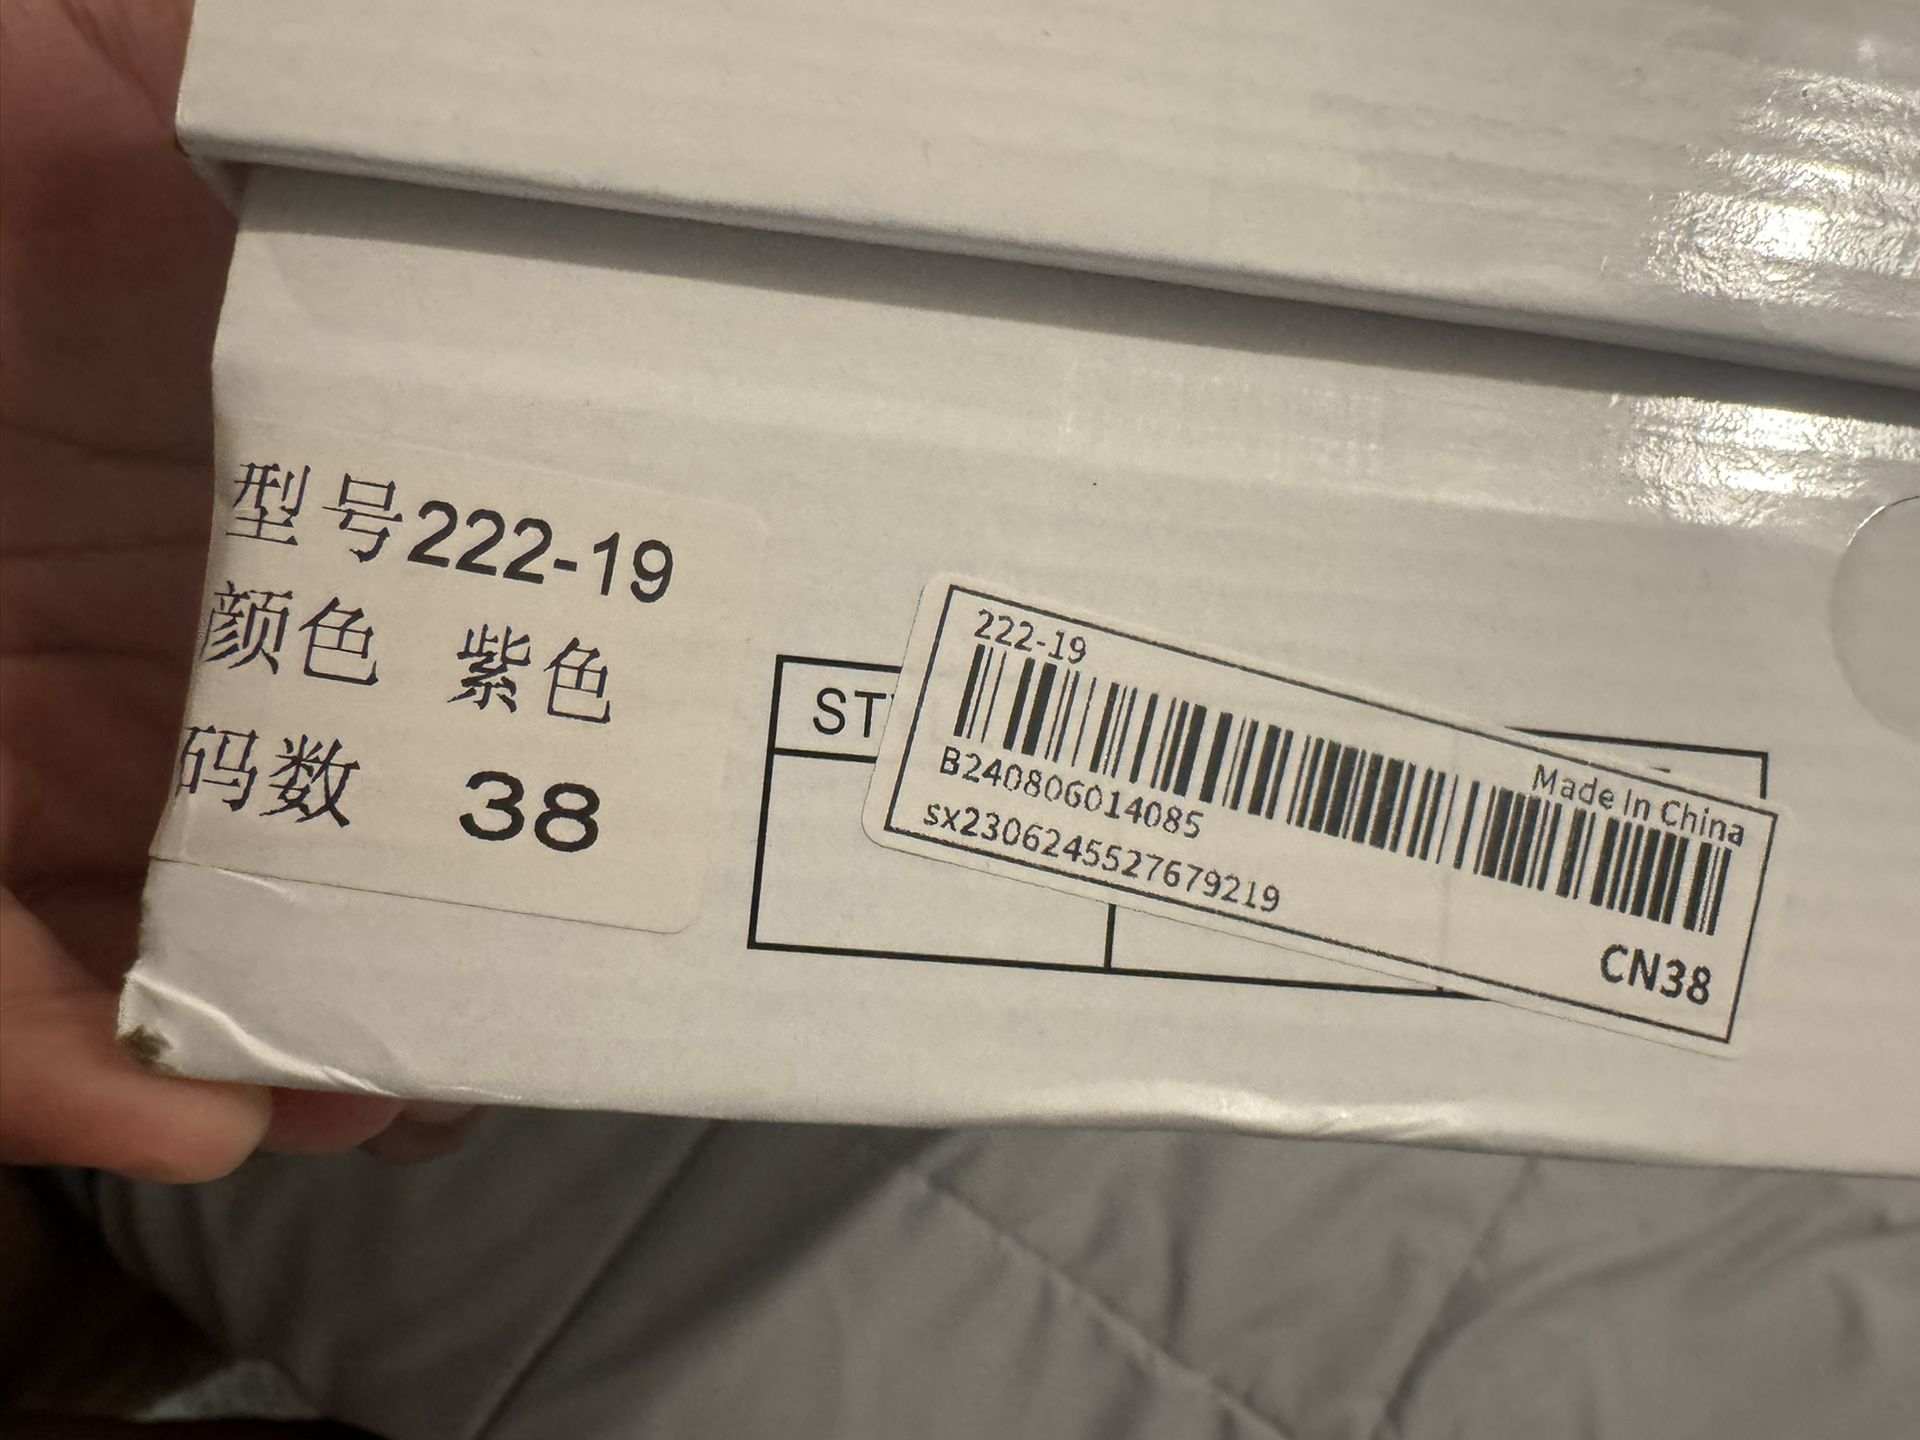 型号222-19
颜色 紫色
码数 38
222-19
Made In China
B240806014085
sx2306245527679219
CN38